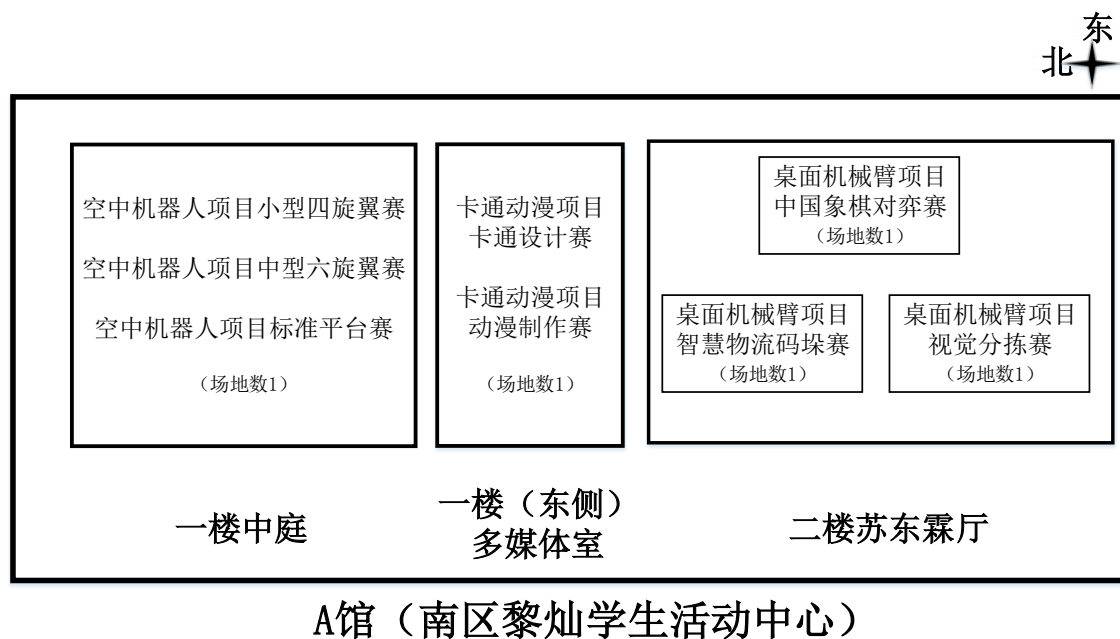 东
北
空中机器人项目小型四旋翼赛
空中机器人项目中型六旋翼赛
空中机器人项目标准平台赛
（场地数1）
卡通动漫项目
卡通设计赛
卡通动漫项目
动漫制作赛
（场地数1）
桌面机械臂项目
中国象棋对弈赛
（场地数1）
桌面机械臂项目
智慧物流码垛赛
（场地数1）
桌面机械臂项目
视觉分拣赛
（场地数1）
一楼中庭
一楼（东侧）
多媒体室
二楼苏东霖厅
A馆（南区黎灿学生活动中心）